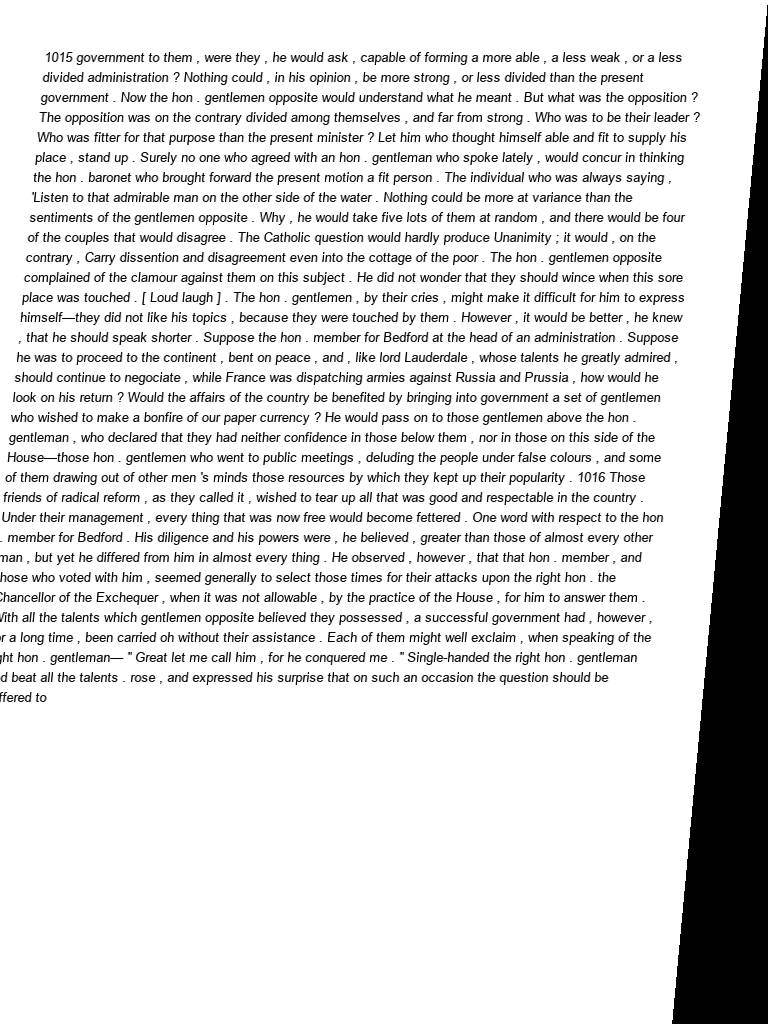 1015 government to them , were they , he would ask , capable of forming a more able , a less weak , or a less
divided administration ? Nothing could , in his opinion , be more strong , or less divided than the present
government . Now the hon . gentlemen opposite would understand what he meant . But what was the opposition ?
The opposition was on the contrary divided among themselves , and far from strong . Who was to be their leader ?
Who was fitter for that purpose than the present minister ? Let him who thought himself able and fit to supply his
place , stand up . Surely no one who agreed with an hon . gentleman who spoke lately , would concur in thinking
the hon . baronet who brought forward the present motion a fit person . The individual who was always saying ,
'Listen to that admirable man on the other side of the water . Nothing could be more at variance than the
sentiments of the gentlemen opposite . Why , he would take five lots of them at random , and there would be four
of the couples that would disagree . The Catholic question would hardly produce Unanimity ; it would , on the
contrary , Carry dissention and disagreement even into the cottage of the poor . The hon . gentlemen opposite
complained of the clamour against them on this subject . He did not wonder that they should wince when this sore
place was touched . [ Loud laugh ] . The hon . gentlemen , by their cries , might make it difficult for him to express
himself—they did not like his topics , because they were touched by them . However , it would be better , he knew
, that he should speak shorter . Suppose the hon . member for Bedford at the head of an administration . Suppose
he was to proceed to the continent , bent on peace , and , like lord Lauderdale , whose talents he greatly admired ,
should continue to negociate , while France was dispatching armies against Russia and Prussia , how would he
look on his return ? Would the affairs of the country be benefited by bringing into government a set of gentlemen
who wished to make a bonfire of our paper currency ? He would pass on to those gentlemen above the hon .
gentleman , who declared that they had neither confidence in those below them , nor in those on this side of the
House—those hon . gentlemen who went to public meetings , deluding the people under false colours , and some
of them drawing out of other men 's minds those resources by which they kept up their popularity . 1016 Those
friends of radical reform , as they called it , wished to tear up all that was good and respectable in the country .
Under their management , every thing that was now free would become fettered . One word with respect to the hon
. member for Bedford . His diligence and his powers were , he believed , greater than those of almost every other
man , but yet he differed from him in almost every thing . He observed , however , that that hon . member , and
hose who voted with him , seemed generally to select those times for their attacks upon the right hon . the
Chancellor of the Exchequer , when it was not allowable , by the practice of the House , for him to answer them .
With all the talents which gentlemen opposite believed they possessed , a successful government had , however ,
or a long time , been carried oh without their assistance . Each of them might well exclaim , when speaking of the
ght hon . gentleman— " Great let me call him , for he conquered me . " Single-handed the right hon . gentleman
d beat all the talents . rose , and expressed his surprise that on such an occasion the question should be
ffered to